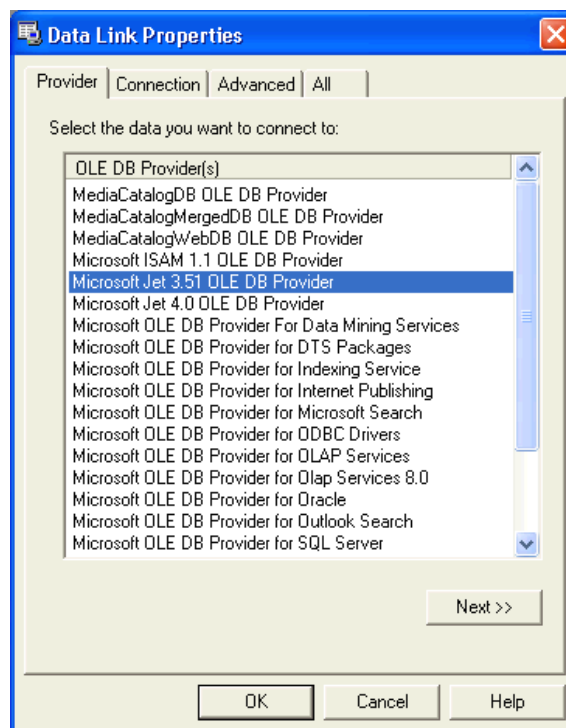 Data Link Properties
Provider Connection Advanced All
Select the data you want to connect to:
OLE DB Provider(s)
MediaCatalogDB OLE DB Provider
MediaCatalogMergedDB OLE DB Provider
MediaCatalogWebDB OLE DB Provider
Microsoft ISAM 1.1 OLE DB Provider
Microsoft Jet 3.51 OLE DB Provider
Microsoft Jet 4.0 OLE DB Provider
Microsoft OLE DB Provider For Data Mining Services
Microsoft OLE DB Provider for DTS Packages
Microsoft OLE DB Provider for Indexing Service
Microsoft OLE DB Provider for Internet Publishing
Microsoft OLE DB Provider for Microsoft Search
Microsoft OLE DB Provider for ODBC Drivers
Microsoft OLE DB Provider for OLAP Services
Microsoft OLE DB Provider for Olap Services 8.0
Microsoft OLE DB Provider for Oracle
Microsoft OLE DB Provider for Outlook Search
Microsoft OLE DB Provider for SQL Server
Next >>
OK Cancel Help